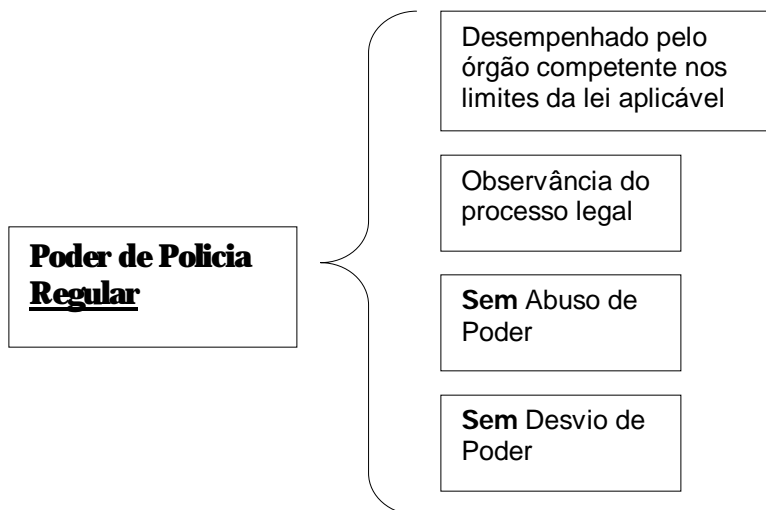 Poder de Policia
Regular
Desempenhado pelo
órgão competente nos
limites da lei aplicável
Observância do
processo legal
Sem Abuso de
Poder
Sem Desvio de
Poder